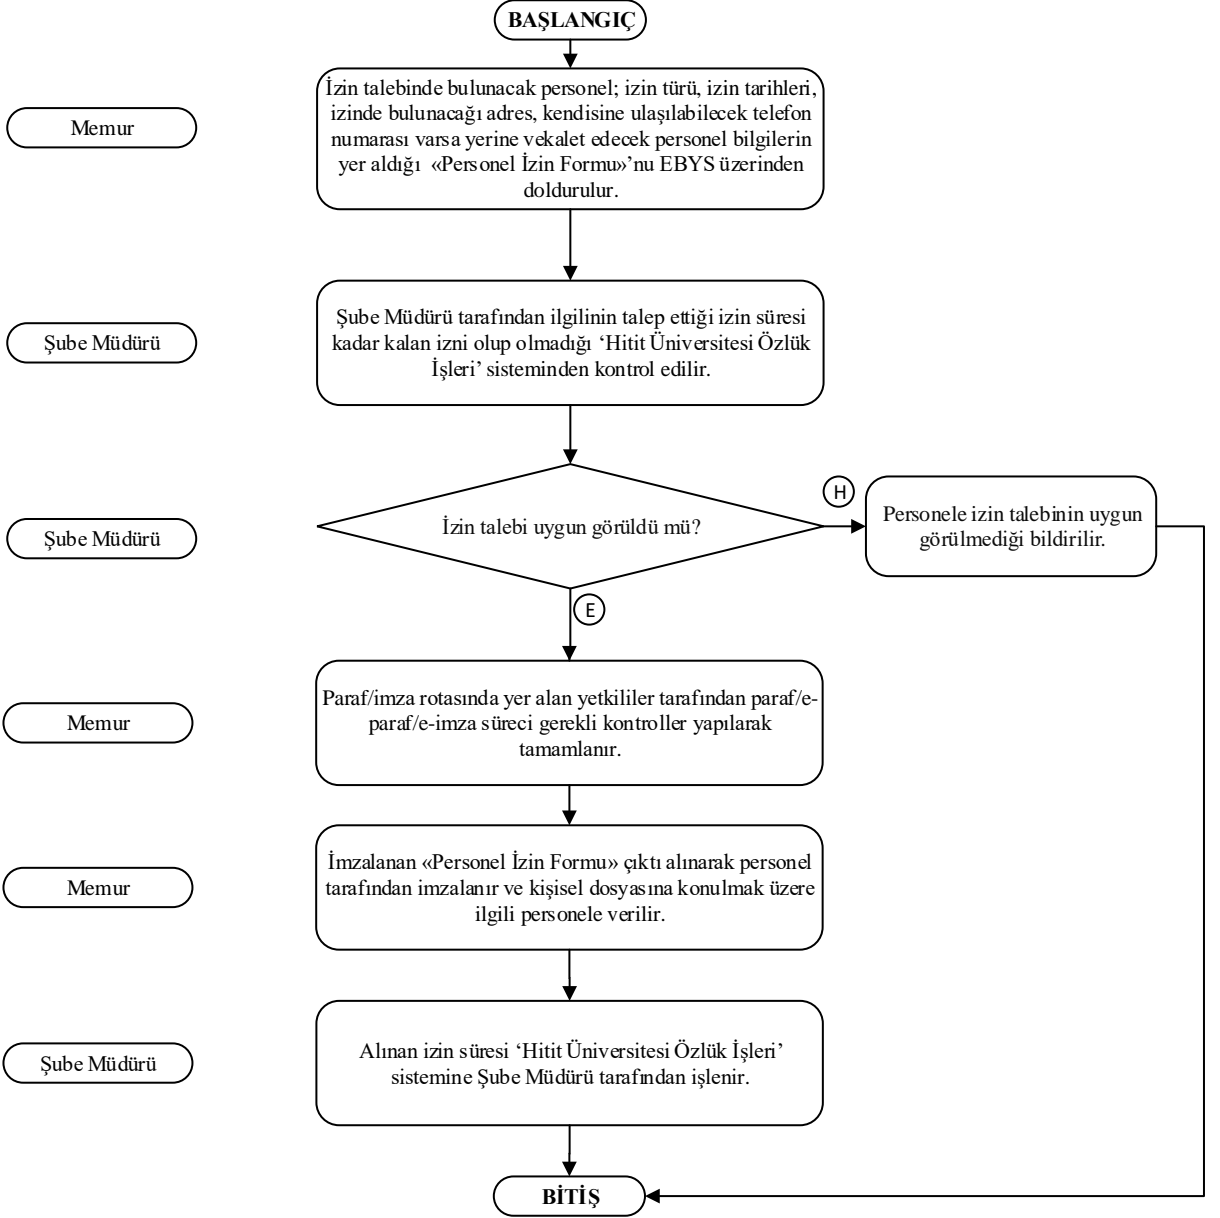 BAŞLANGIÇ
Memur
İzin talebinde bulunacak personel; izin türü, izin tarihleri,
izinde bulunacağı adres, kendisine ulaşılabilecek telefon
numarası varsa yerine vekalet edecek personel bilgilerin
yer aldığı «Personel İzin Formu»'nu EBYS üzerinden
doldurulur.
Şube Müdürü
Şube Müdürü tarafından ilgilinin talep ettiği izin süresi
kadar kalan izni olup olmadığı ‘Hitit Üniversitesi Özlük
İşleri’ sisteminden kontrol edilir.
Şube Müdürü
İzin talebi uygun görüldü mü?
H
Personele izin talebinin uygun
görülmediği bildirilir.
E
Memur
Paraf/imza rotasında yer alan yetkililer tarafından paraf/e-
paraf/e-imza süreci gerekli kontroller yapılarak
tamamlanır.
Memur
İmzalanan «Personel İzin Formu» çıktı alınarak personel
tarafından imzalanır ve kişisel dosyasına konulmak üzere
ilgili personele verilir.
Şube Müdürü
Alınan izin süresi ‘Hitit Üniversitesi Özlük İşleri’
sistemine Şube Müdürü tarafından işlenir.
BİTİŞ